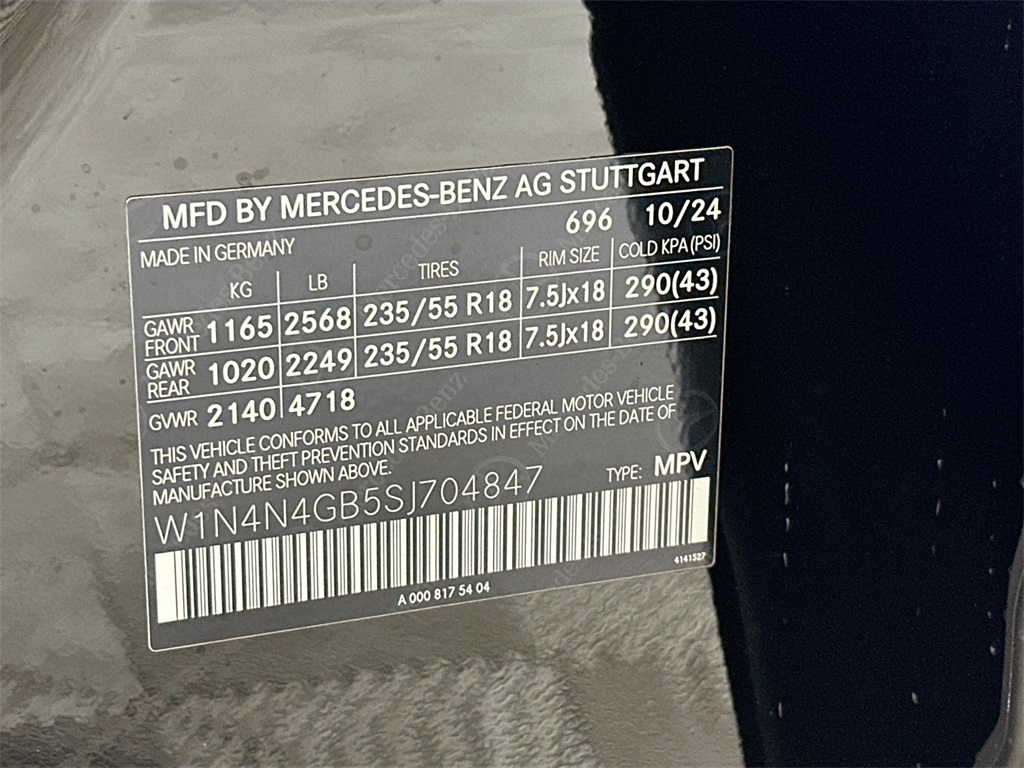 MFD BY MERCEDES-BENZ AG STUTTGART
MADE IN GERMANY 696 10/24
KG LB TIRES RIM SIZE COLD KPA (PSI)
GAWR FRONT 1165 2568 235/55 R18 7.5Jx18 290(43)
GAWR REAR 1020 2249 235/55 R18 7.5Jx18 290(43)
GVWR 2140 4718
THIS VEHICLE CONFORMS TO ALL APPLICABLE FEDERAL MOTOR VEHICLE
SAFETY AND THEFT PREVENTION STANDARDS IN EFFECT ON THE DATE OF
MANUFACTURE SHOWN ABOVE.
W1N4N4GB5SJ704847 TYPE: MPV
A 000 817 54 04 4141527